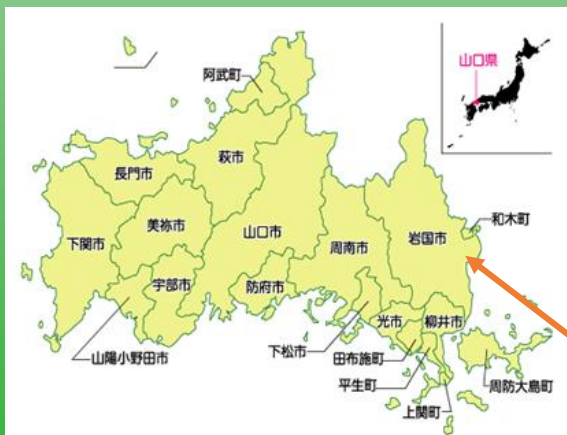 山口県
阿武町
萩市
長門市
和木町
美祢市
下関市
山口市
周南市
岩国市
宇部市
防府市
光市
柳井市
下松市
田布施町
山陽小野田市
平生町
周防大島町
上関町